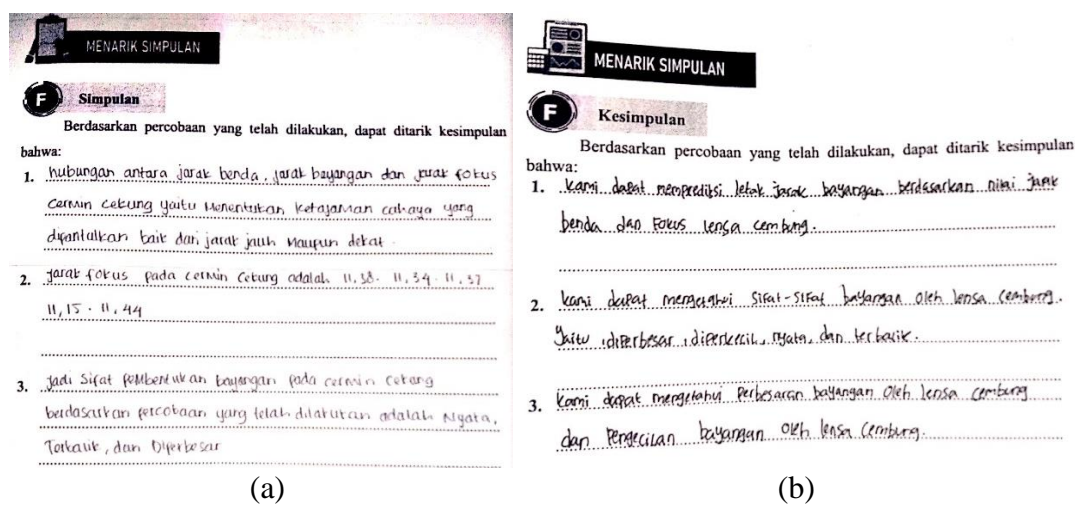 MENARIK SIMPULAN
F Simpulan
Berdasarkan percobaan yang telah dilakukan, dapat ditarik kesimpulan
bahwa:
1. hubungan antara jarak benda, jarak bayangan dan jarak fokus
cermin cekung yaitu Menentukan ketajaman cahaya yang
dipantulkan baik dari jarak jauh Maupun dekat.
2. jarak fokus pada cermin cekung adalah 11,38. 11,34. 11,37
11,15. 11,44
3. Jadi Sifat Pembentukan bayangan pada cermin cekung
berdasarkan percobaan yang telah dilakukan adalah Nyata,
Terbalik, dan Diperbesar
(a)
MENARIK SIMPULAN
F Kesimpulan
Berdasarkan percobaan yang telah dilakukan, dapat ditarik kesimpulan
bahwa:
1. Kami dapat memprediksi letak jarak bayangan berdasarkan nilai jarak
benda dan Fokus lensa cembung.
2. Kami dapat mengetahui Sifat-Sifat bayangan oleh lensa cembung.
Yaitu, diperbesar, diperkecil, nyata, dan terbalik.
3. Kami dapat mengetahui Perbesaran bayangan Oleh lensa cembung
dan Pengecilan bayangan oleh lensa Cembung.
(b)